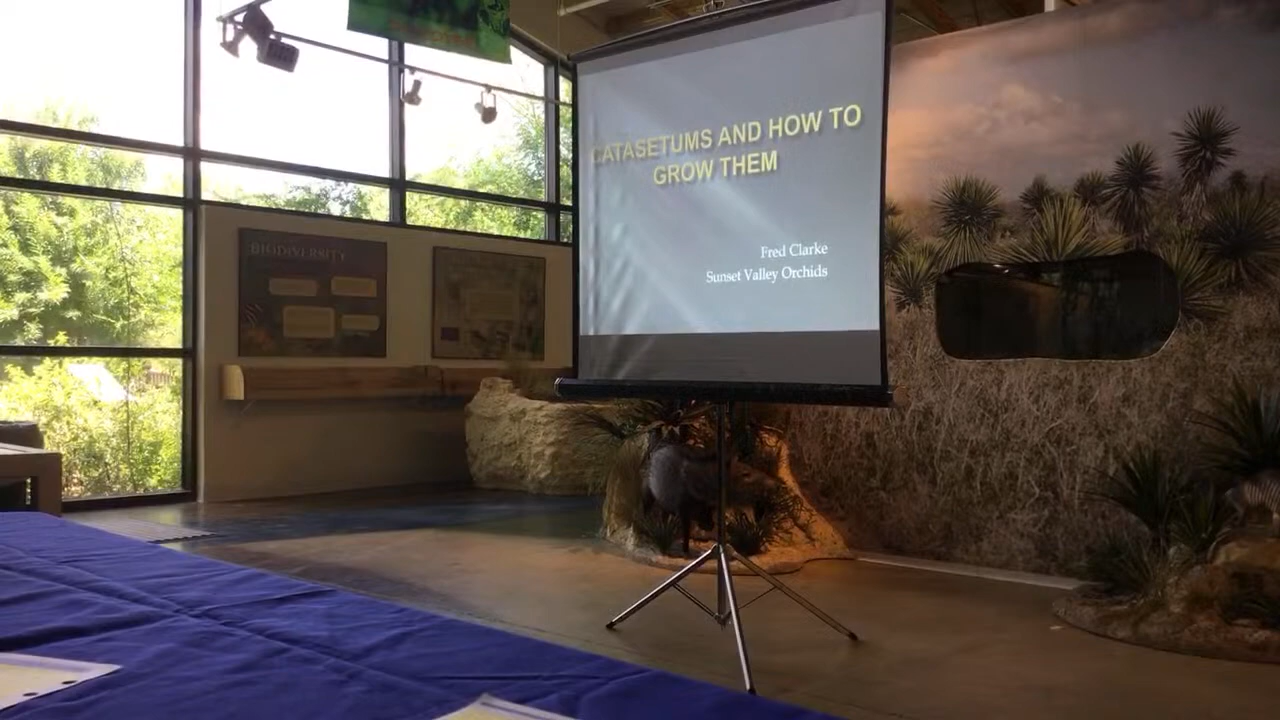 BIODIVERSITY
CATASETUMS AND HOW TO
GROW THEM
Fred Clarke
Sunset Valley Orchids